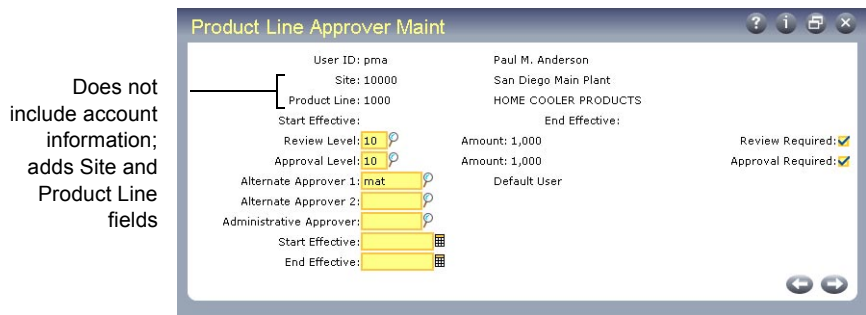 Product Line Approver Maint
Does not
include account
information;
adds Site and
Product Line
fields
User ID: pma Paul M. Anderson
Site: 10000 San Diego Main Plant
Product Line: 1000 HOME COOLER PRODUCTS
Start Effective: End Effective:
Review Level: 10 Amount: 1,000 Review Required:
Approval Level: 10 Amount: 1,000 Approval Required:
Alternate Approver 1: mat Default User
Alternate Approver 2:
Administrative Approver:
Start Effective:
End Effective: